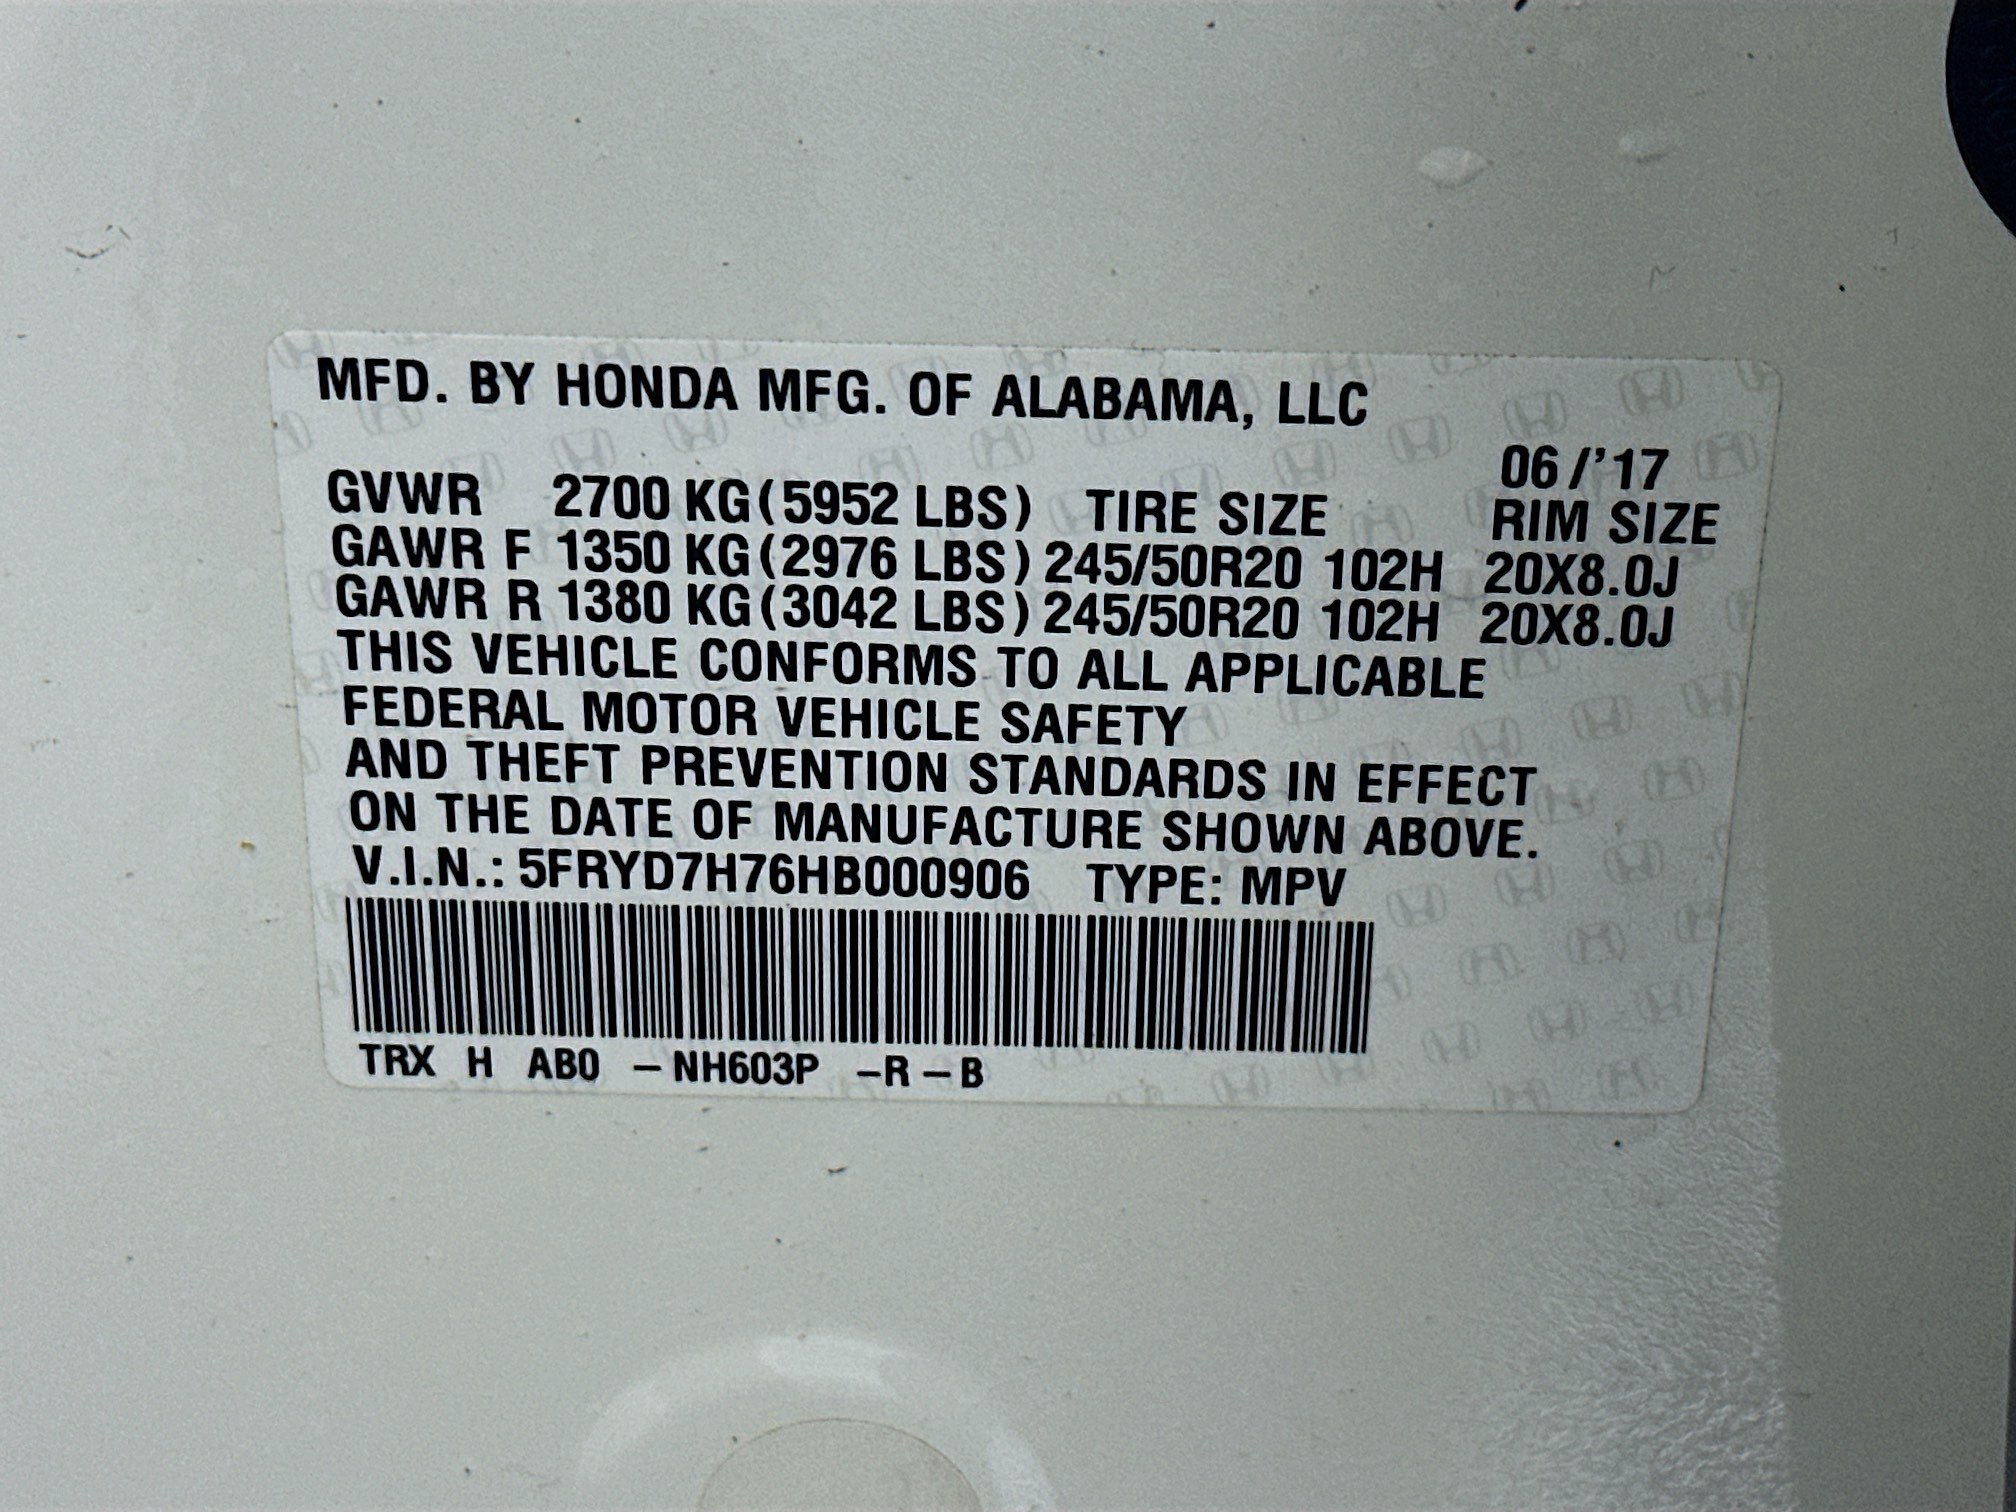 MFD. BY HONDA MFG. OF ALABAMA, LLC
06/'17
GVWR 2700 KG (5952 LBS) TIRE SIZE RIM SIZE
GAWR F 1350 KG (2976 LBS) 245/50R20 102H 20X8.0J
GAWR R 1380 KG (3042 LBS) 245/50R20 102H 20X8.0J
THIS VEHICLE CONFORMS TO ALL APPLICABLE
FEDERAL MOTOR VEHICLE SAFETY
AND THEFT PREVENTION STANDARDS IN EFFECT
ON THE DATE OF MANUFACTURE SHOWN ABOVE.
V.I.N.: 5FRYD7H76HB000906 TYPE: MPV
TRX H AB0 –NH603P –R –B